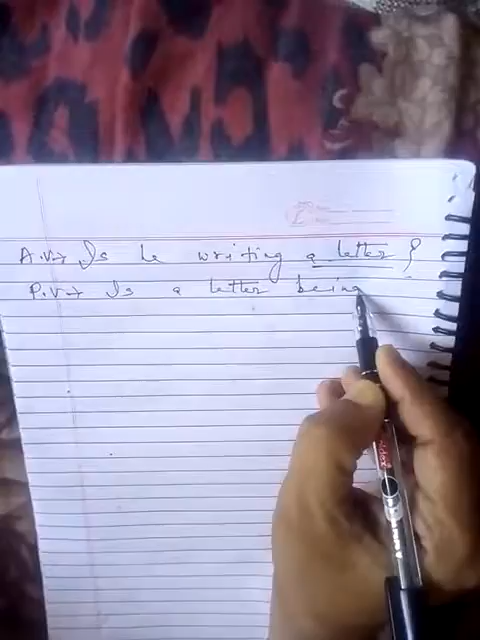 A.V→ Is he writing a letter ?
P.V→ Is a letter being